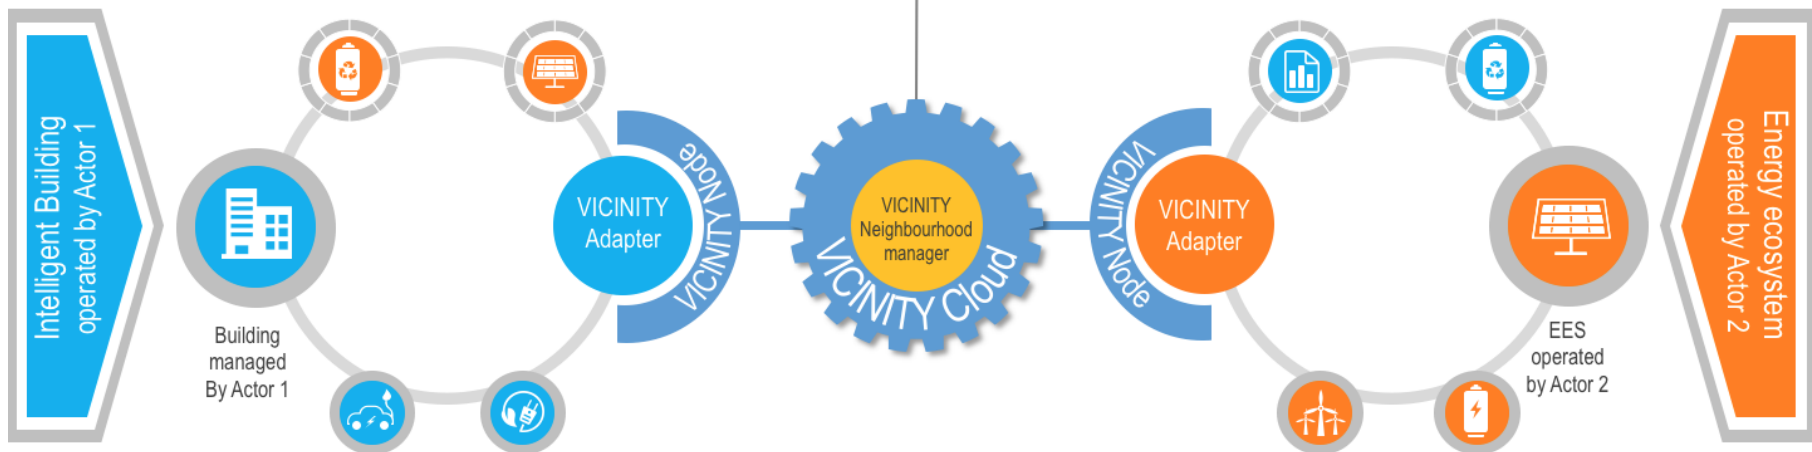 Intelligent Building
operated by Actor 1
Building
managed
By Actor 1
VICINITY
Adapter
VICINITY Node
VICINITY
Neighbourhood
manager
VICINITY Cloud
VICINITY Node
VICINITY
Adapter
EES
operated
by Actor 2
Energy ecosystem
operated by Actor 2